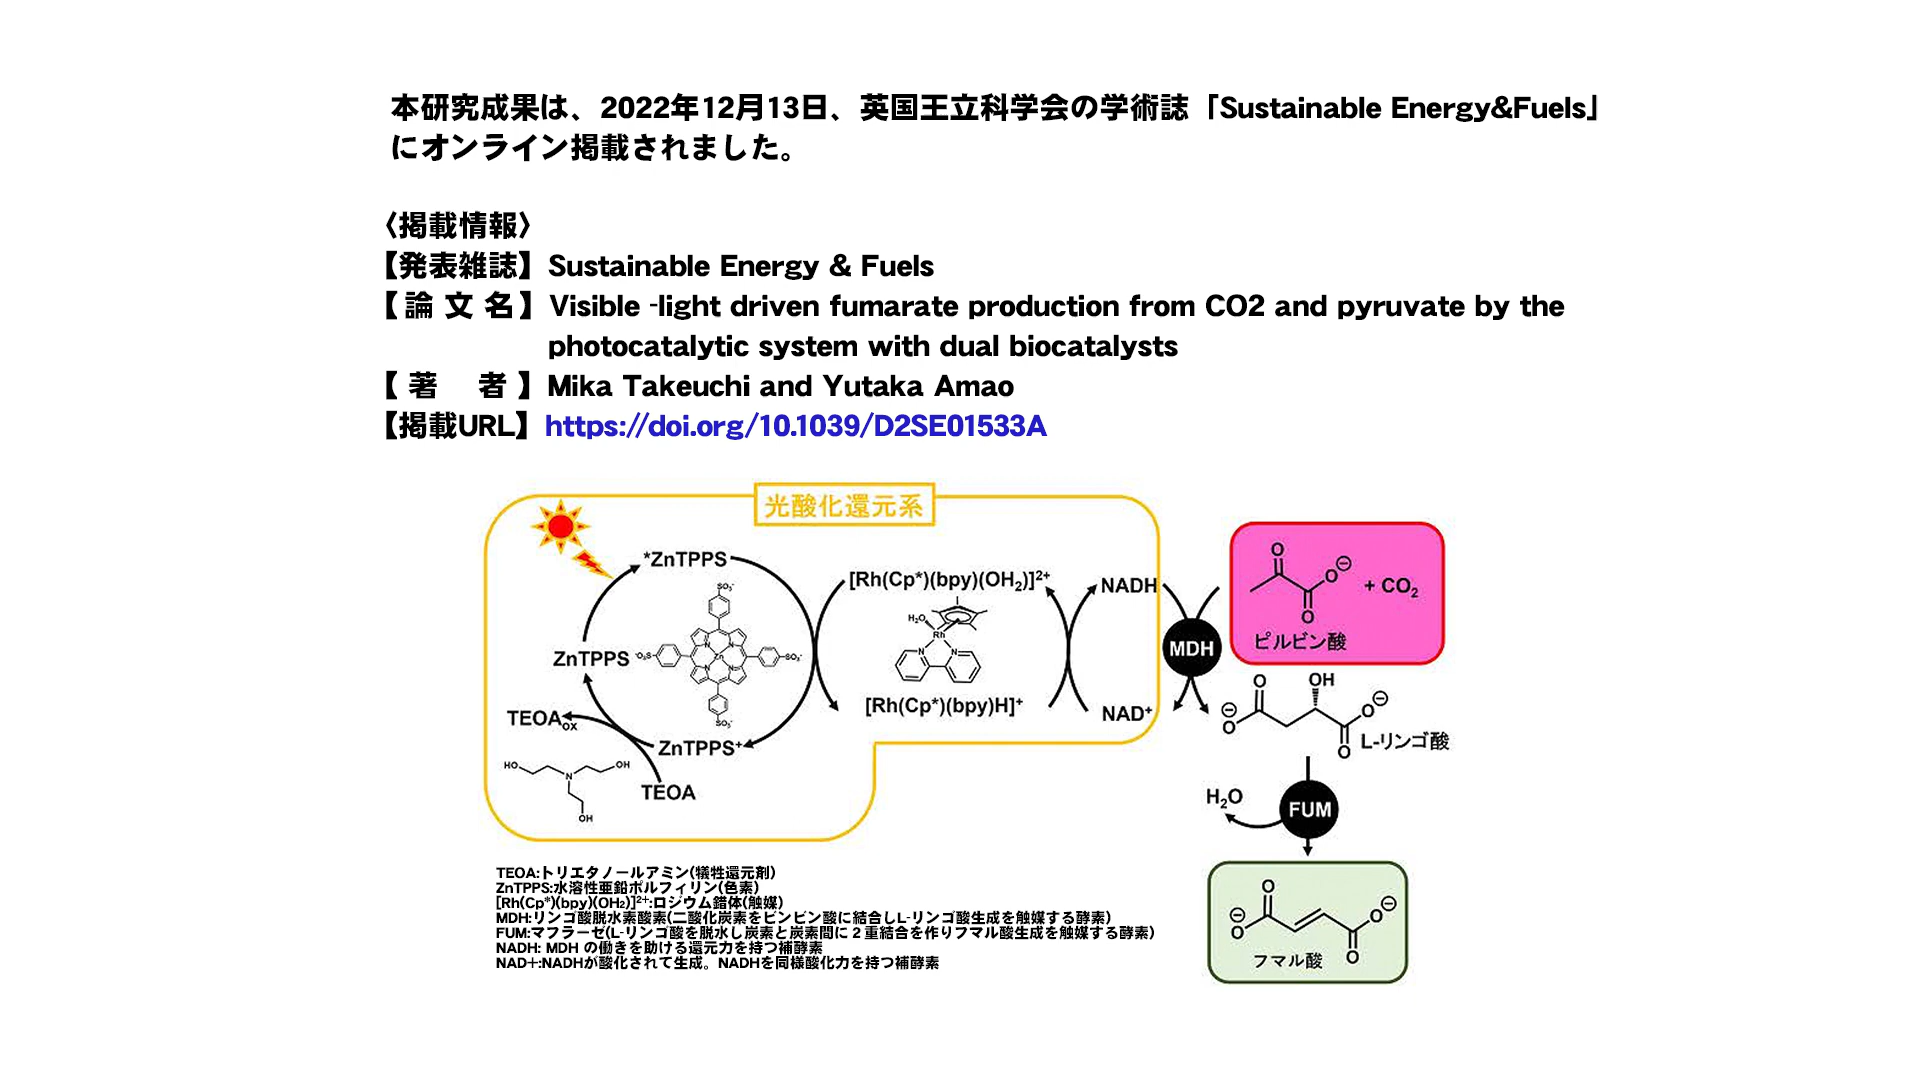 本研究成果は、2022年12月13日、英国王立科学会の学術誌「Sustainable Energy&Fuels」
にオンライン掲載されました。
〈掲載情報〉
【発表雑誌】Sustainable Energy & Fuels
【 論 文 名 】Visible -light driven fumarate production from CO2 and pyruvate by the
photocatalytic system with dual biocatalysts
【 著　者 】Mika Takeuchi and Yutaka Amao
【掲載URL】https://doi.org/10.1039/D2SE01533A
光酸化還元系
*ZnTPPS
ZnTPPS
ZnTPPS⁺
TEOAox
TEOA
HO
N
OH
OH
SO₃⁻
⁻O₃S
SO₃⁻
SO₃⁻
N
N
Zn
N
N
[Rh(Cp*)(bpy)(OH₂)]²⁺
H₂O
Rh
N
N
[Rh(Cp*)(bpy)H]⁺
NADH
NAD⁺
MDH
O
O⊖
O
+ CO₂
ピルビン酸
O
OH
⊖
O
O⊖
O
L-リンゴ酸
H₂O
FUM
O
⊖
O
O⊖
O
フマル酸
TEOA:トリエタノールアミン(犠牲還元剤)
ZnTPPS:水溶性亜鉛ポルフィリン(色素)
[Rh(Cp*)(bpy)(OH₂)]²⁺:ロジウム錯体(触媒)
MDH:リンゴ酸脱水素酸素(二酸化炭素をピンビン酸に結合しL-リンゴ酸生成を触媒する酵素)
FUM:マフラーゼ(L-リンゴ酸を脱水し炭素と炭素間に２重結合を作りフマル酸生成を触媒する酵素)
NADH: MDH の働きを助ける還元力を持つ補酵素
NAD＋:NADHが酸化されて生成。NADHを同様酸化力を持つ補酵素